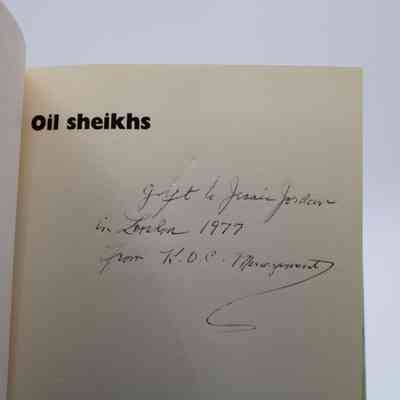 Oil sheikhs
gift to Jessie Jordan
in London 1977
from K.O.C. Management